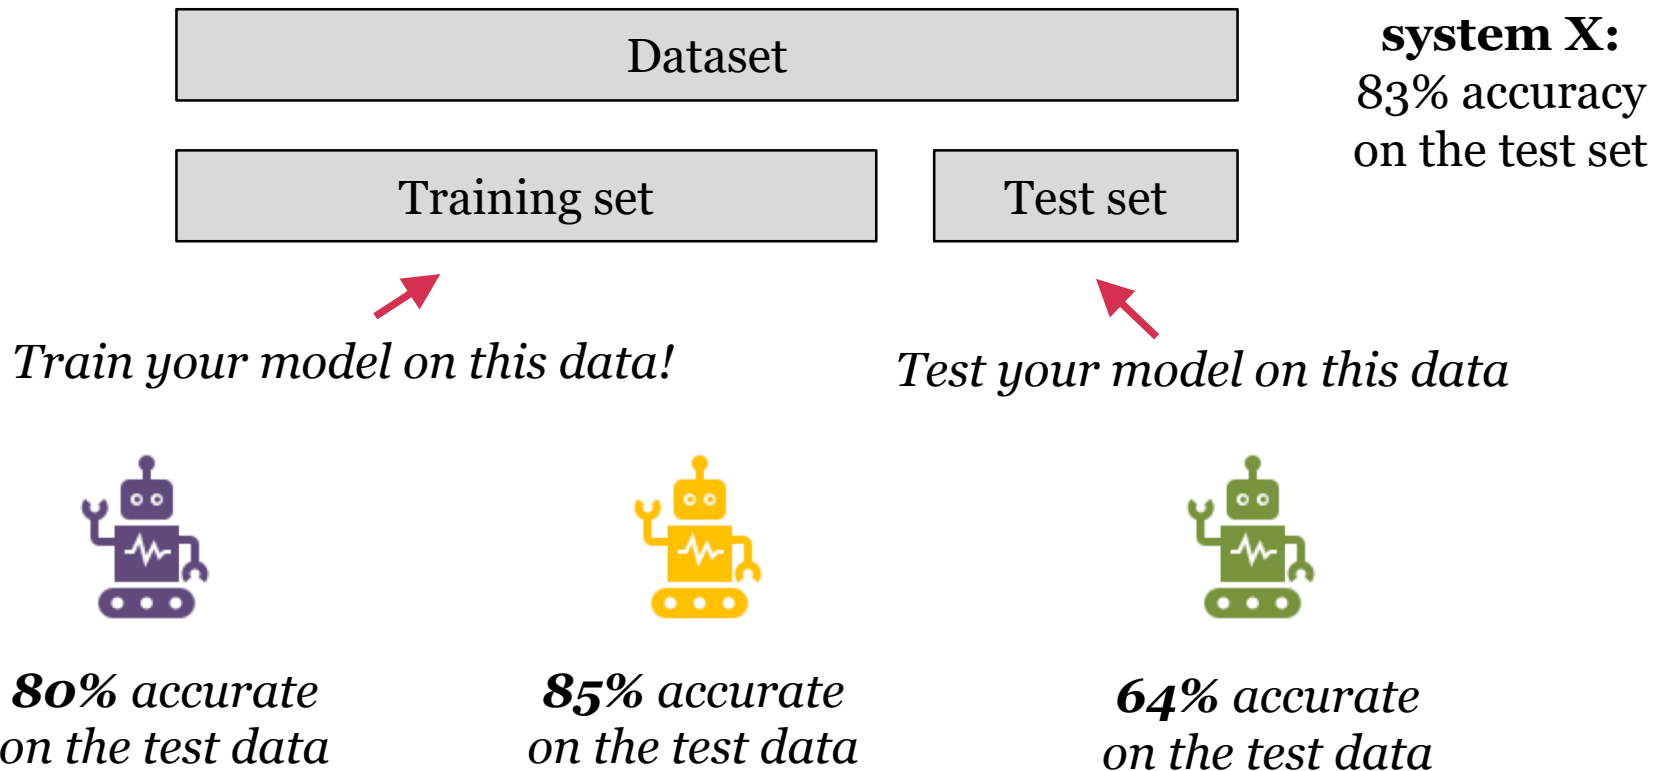 Dataset
system X:
83% accuracy
on the test set
Training set
Test set
Train your model on this data!
Test your model on this data
80% accurate
on the test data
85% accurate
on the test data
64% accurate
on the test data